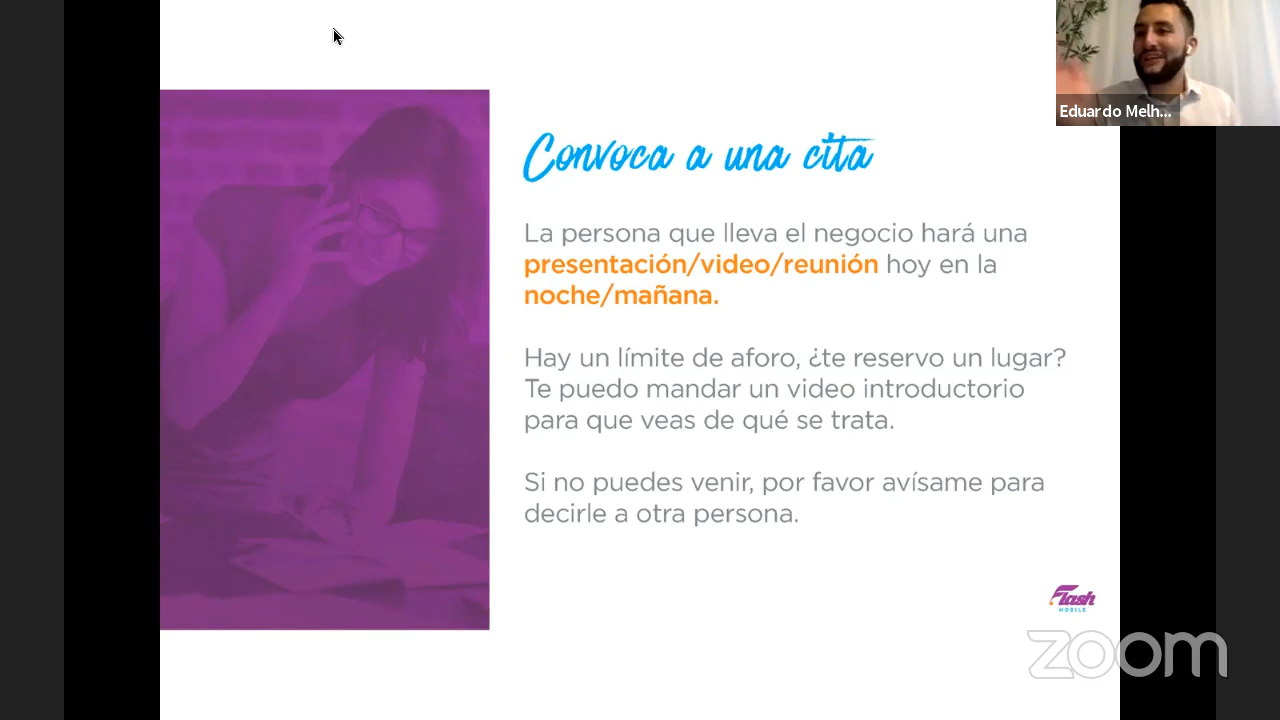 Eduardo Melh...
Convoca a una cita
La persona que lleva el negocio hará una
presentación/video/reunión hoy en la
noche/mañana.
Hay un límite de aforo, ¿te reservo un lugar?
Te puedo mandar un video introductorio
para que veas de qué se trata.
Si no puedes venir, por favor avísame para
decirle a otra persona.
Flash
MOBILE
zoom